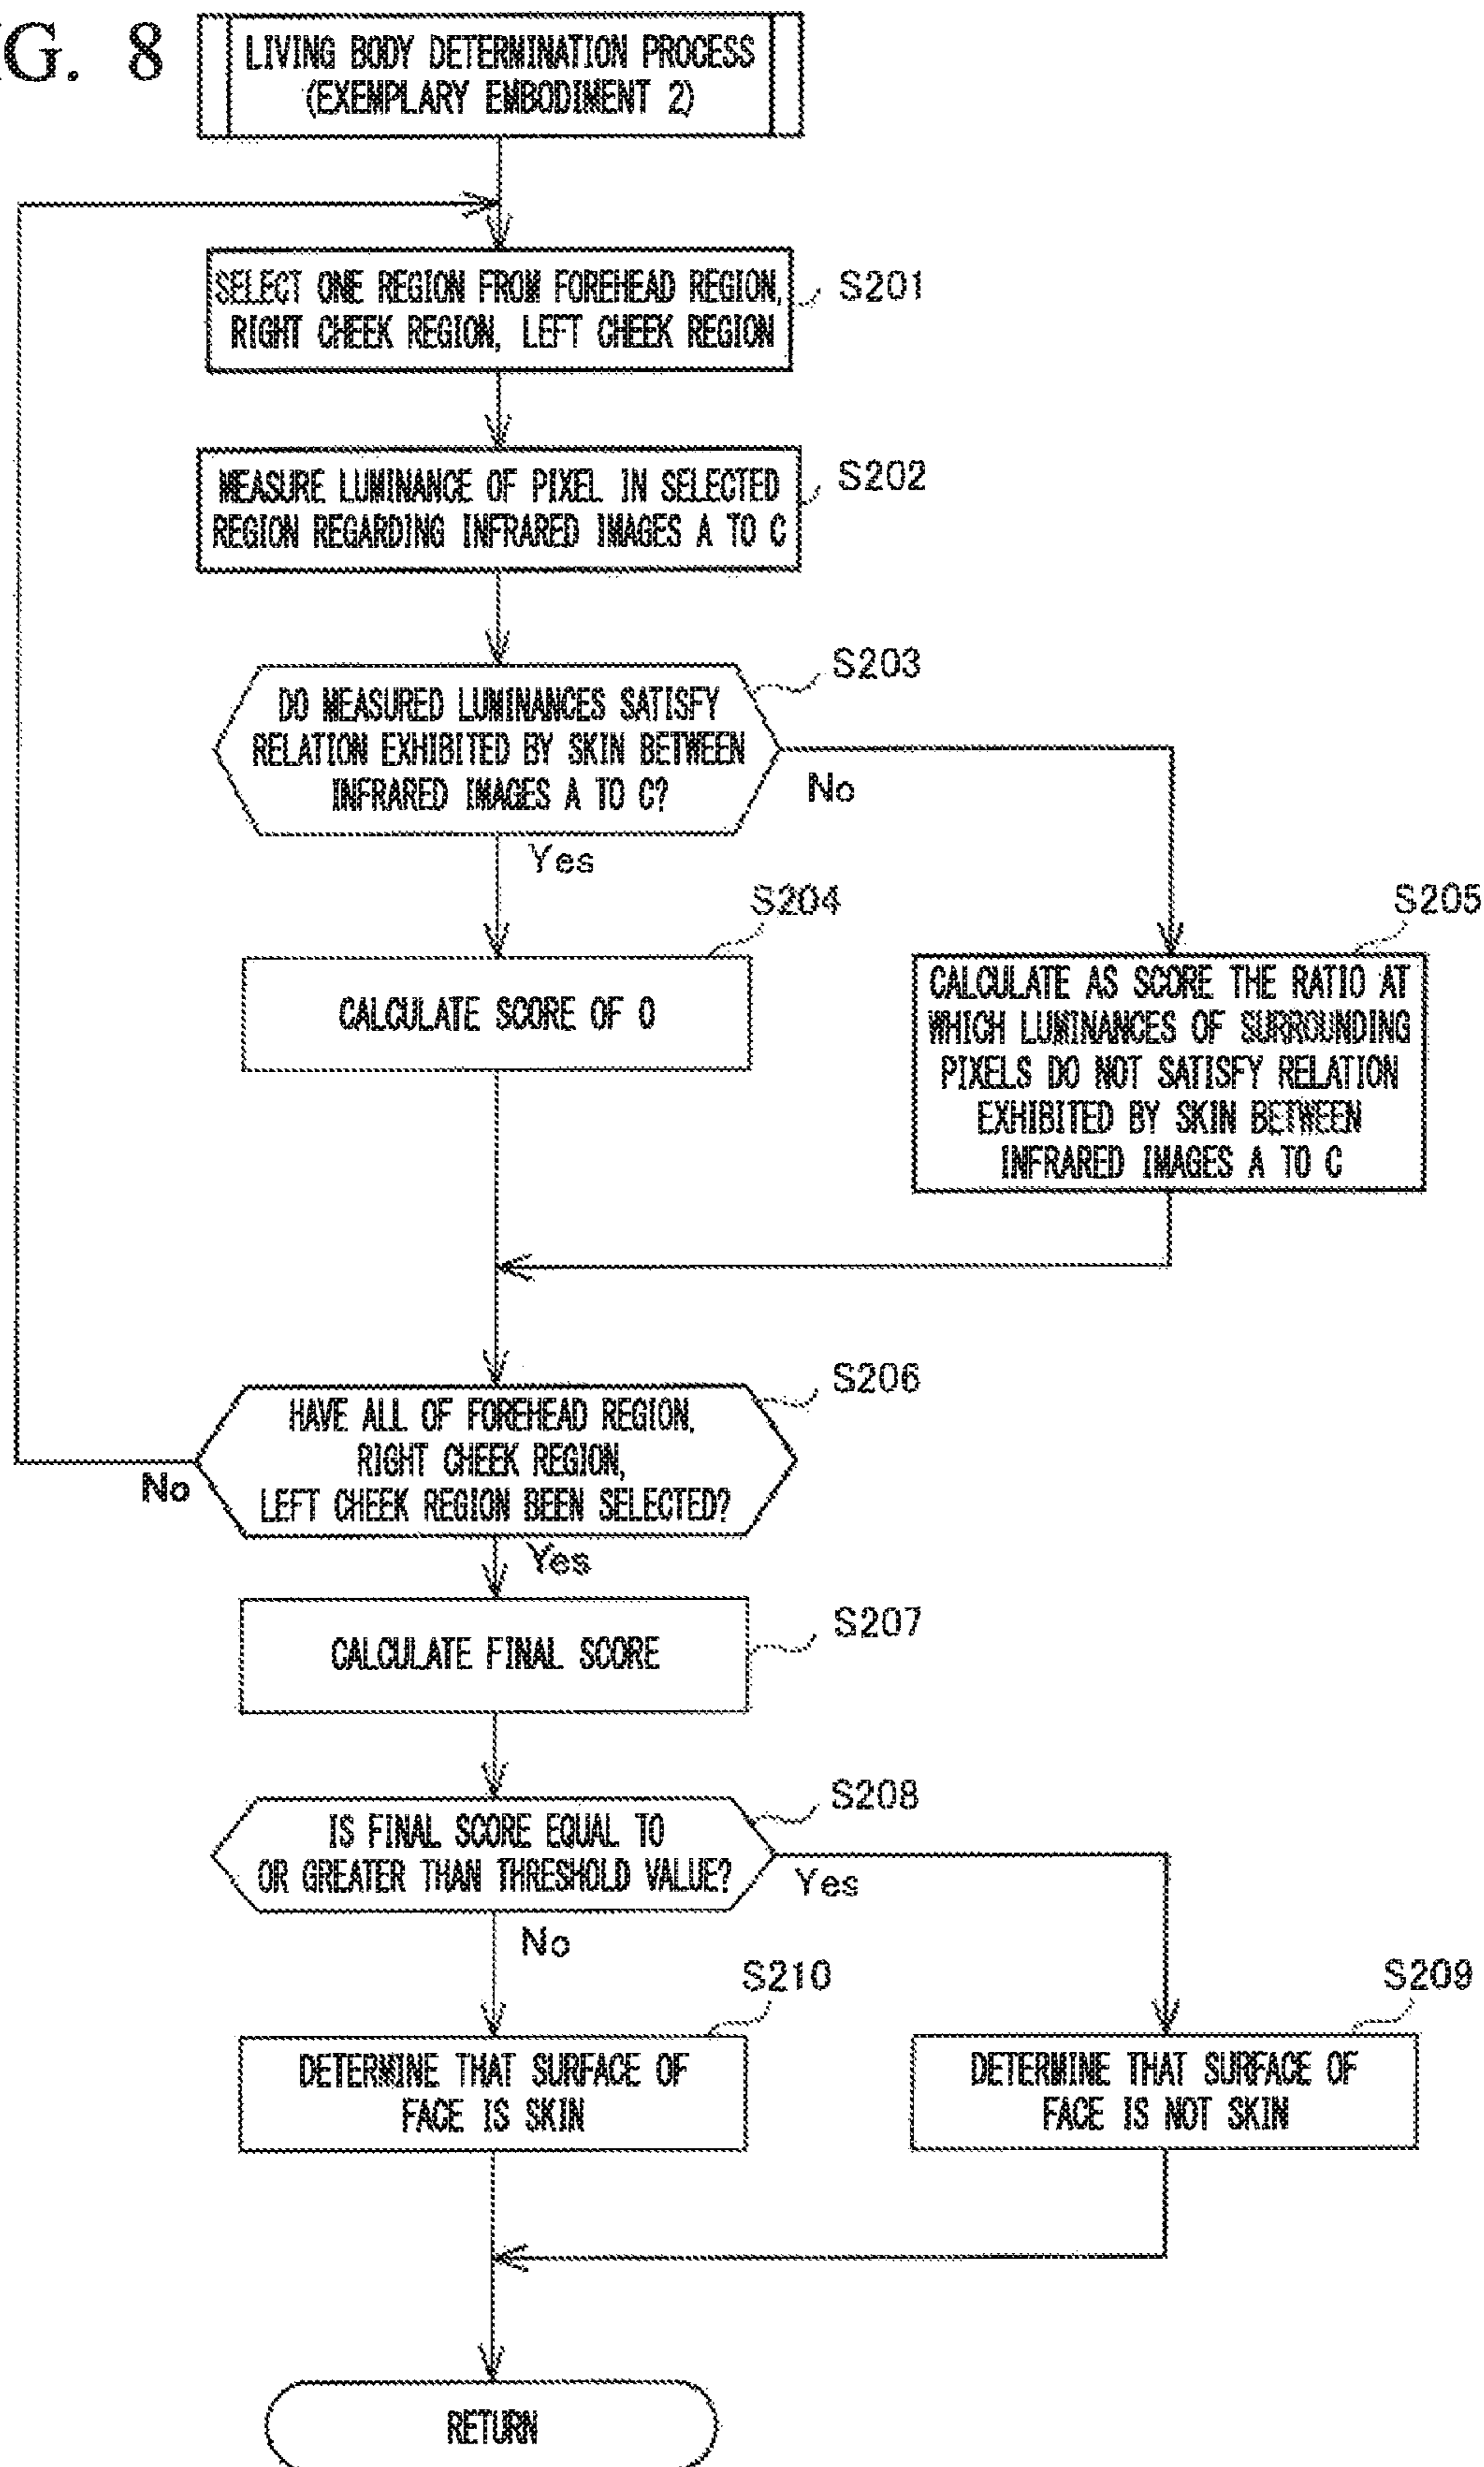 G. 8
LIVING BODY DETERMINATION PROCESS
(EXEMPLARY EMBODIMENT 2)
SELECT ONE REGION FROM FOREHEAD REGION,
RIGHT CHEEK REGION, LEFT CHEEK REGION
S201
MEASURE LUMINANCE OF PIXEL IN SELECTED
REGION REGARDING INFRARED IMAGES A TO C
S202
DO MEASURED LUMINANCES SATISFY
RELATION EXHIBITED BY SKIN BETWEEN
INFRARED IMAGES A TO C?
S203
No
Yes
S204
CALCULATE SCORE OF 0
S205
CALCULATE AS SCORE THE RATIO AT
WHICH LUMINANCES OF SURROUNDING
PIXELS DO NOT SATISFY RELATION
EXHIBITED BY SKIN BETWEEN
INFRARED IMAGES A TO C
S206
HAVE ALL OF FOREHEAD REGION,
RIGHT CHEEK REGION,
LEFT CHEEK REGION BEEN SELECTED?
No
Yes
S207
CALCULATE FINAL SCORE
S208
IS FINAL SCORE EQUAL TO
OR GREATER THAN THRESHOLD VALUE?
Yes
No
S210
DETERMINE THAT SURFACE OF
FACE IS SKIN
S209
DETERMINE THAT SURFACE OF
FACE IS NOT SKIN
RETURN